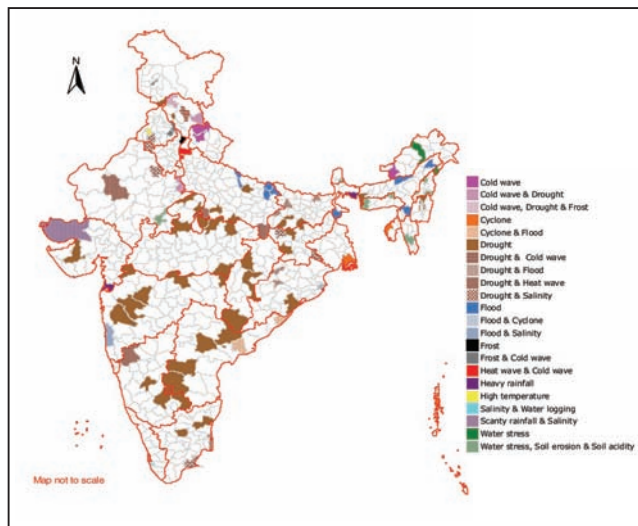 N
Cold wave
Cold wave & Drought
Cold wave, Drought & Frost
Cyclone
Cyclone & Flood
Drought
Drought & Cold wave
Drought & Flood
Drought & Heat wave
Drought & Salinity
Flood
Flood & Cyclone
Flood & Salinity
Frost
Frost & Cold wave
Heat wave & Cold wave
Heavy rainfall
High temperature
Salinity & Water logging
Scanty rainfall & Salinity
Water stress
Water stress, Soil erosion & Soil acidity
Map not to scale